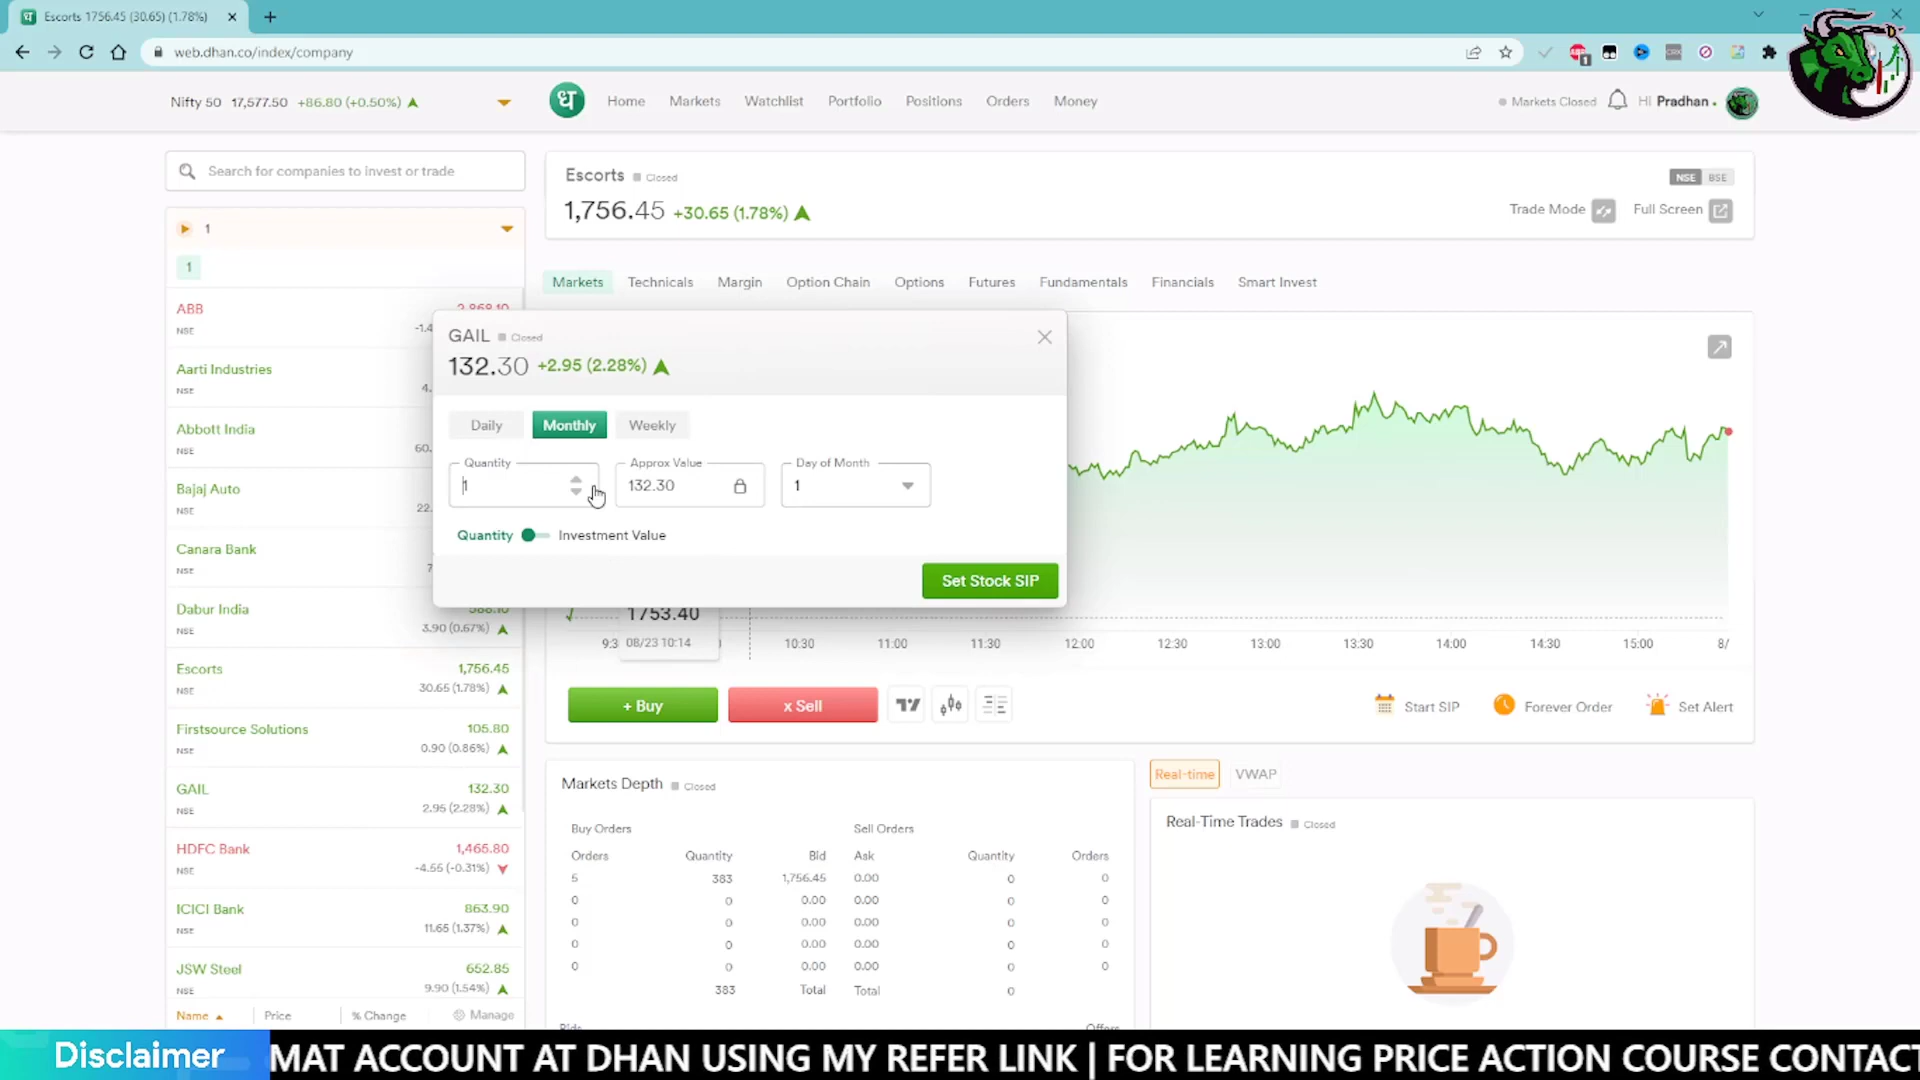 Escorts 1756.45 (30.65) (1.78%)
web.dhan.co/index/company
Nifty 50 17,577.50 +86.80 (+0.50%)
ध
Home Markets Watchlist Portfolio Positions Orders Money
Markets Closed
Hi Pradhan
Search for companies to invest or trade
1
1
ABB 2,868.10
NSE -1.4
Aarti Industries
NSE 4.
Abbott India
NSE 60.
Bajaj Auto
NSE 22.
Canara Bank
NSE
Dabur India
NSE 3.90 (0.67%)
Escorts 1,756.45
NSE 30.65 (1.78%)
Firstsource Solutions 105.80
NSE 0.90 (0.86%)
GAIL 132.30
NSE 2.95 (2.28%)
HDFC Bank 1,465.80
NSE -4.55 (-0.31%)
ICICI Bank 863.90
NSE 11.65 (1.37%)
JSW Steel 652.85
NSE 9.90 (1.54%)
Name Price % Change Manage
Escorts Closed
NSE BSE
1,756.45 +30.65 (1.78%)
Trade Mode Full Screen
Markets Technicals Margin Option Chain Options Futures Fundamentals Financials Smart Invest
GAIL Closed
132.30 +2.95 (2.28%)
Daily Monthly Weekly
Quantity Approx Value Day of Month
1 132.30 1
Quantity Investment Value
Set Stock SIP
1753.40
9:3 08/23 10:14 10:30 11:00 11:30 12:00 12:30 13:00 13:30 14:00 14:30 15:00 8/
+ Buy x Sell
Start SIP Forever Order Set Alert
Markets Depth Closed
Buy Orders Sell Orders
Orders Quantity Bid Ask Quantity Orders
5 383 1,756.45 0.00 0 0
0 0 0.00 0.00 0 0
0 0 0.00 0.00 0 0
0 0 0.00 0.00 0 0
0 0 0.00 0.00 0 0
383 Total Total 0
Bids Offers
Real-time VWAP
Real-Time Trades Closed
Disclaimer
MAT ACCOUNT AT DHAN USING MY REFER LINK | FOR LEARNING PRICE ACTION COURSE CONTACT